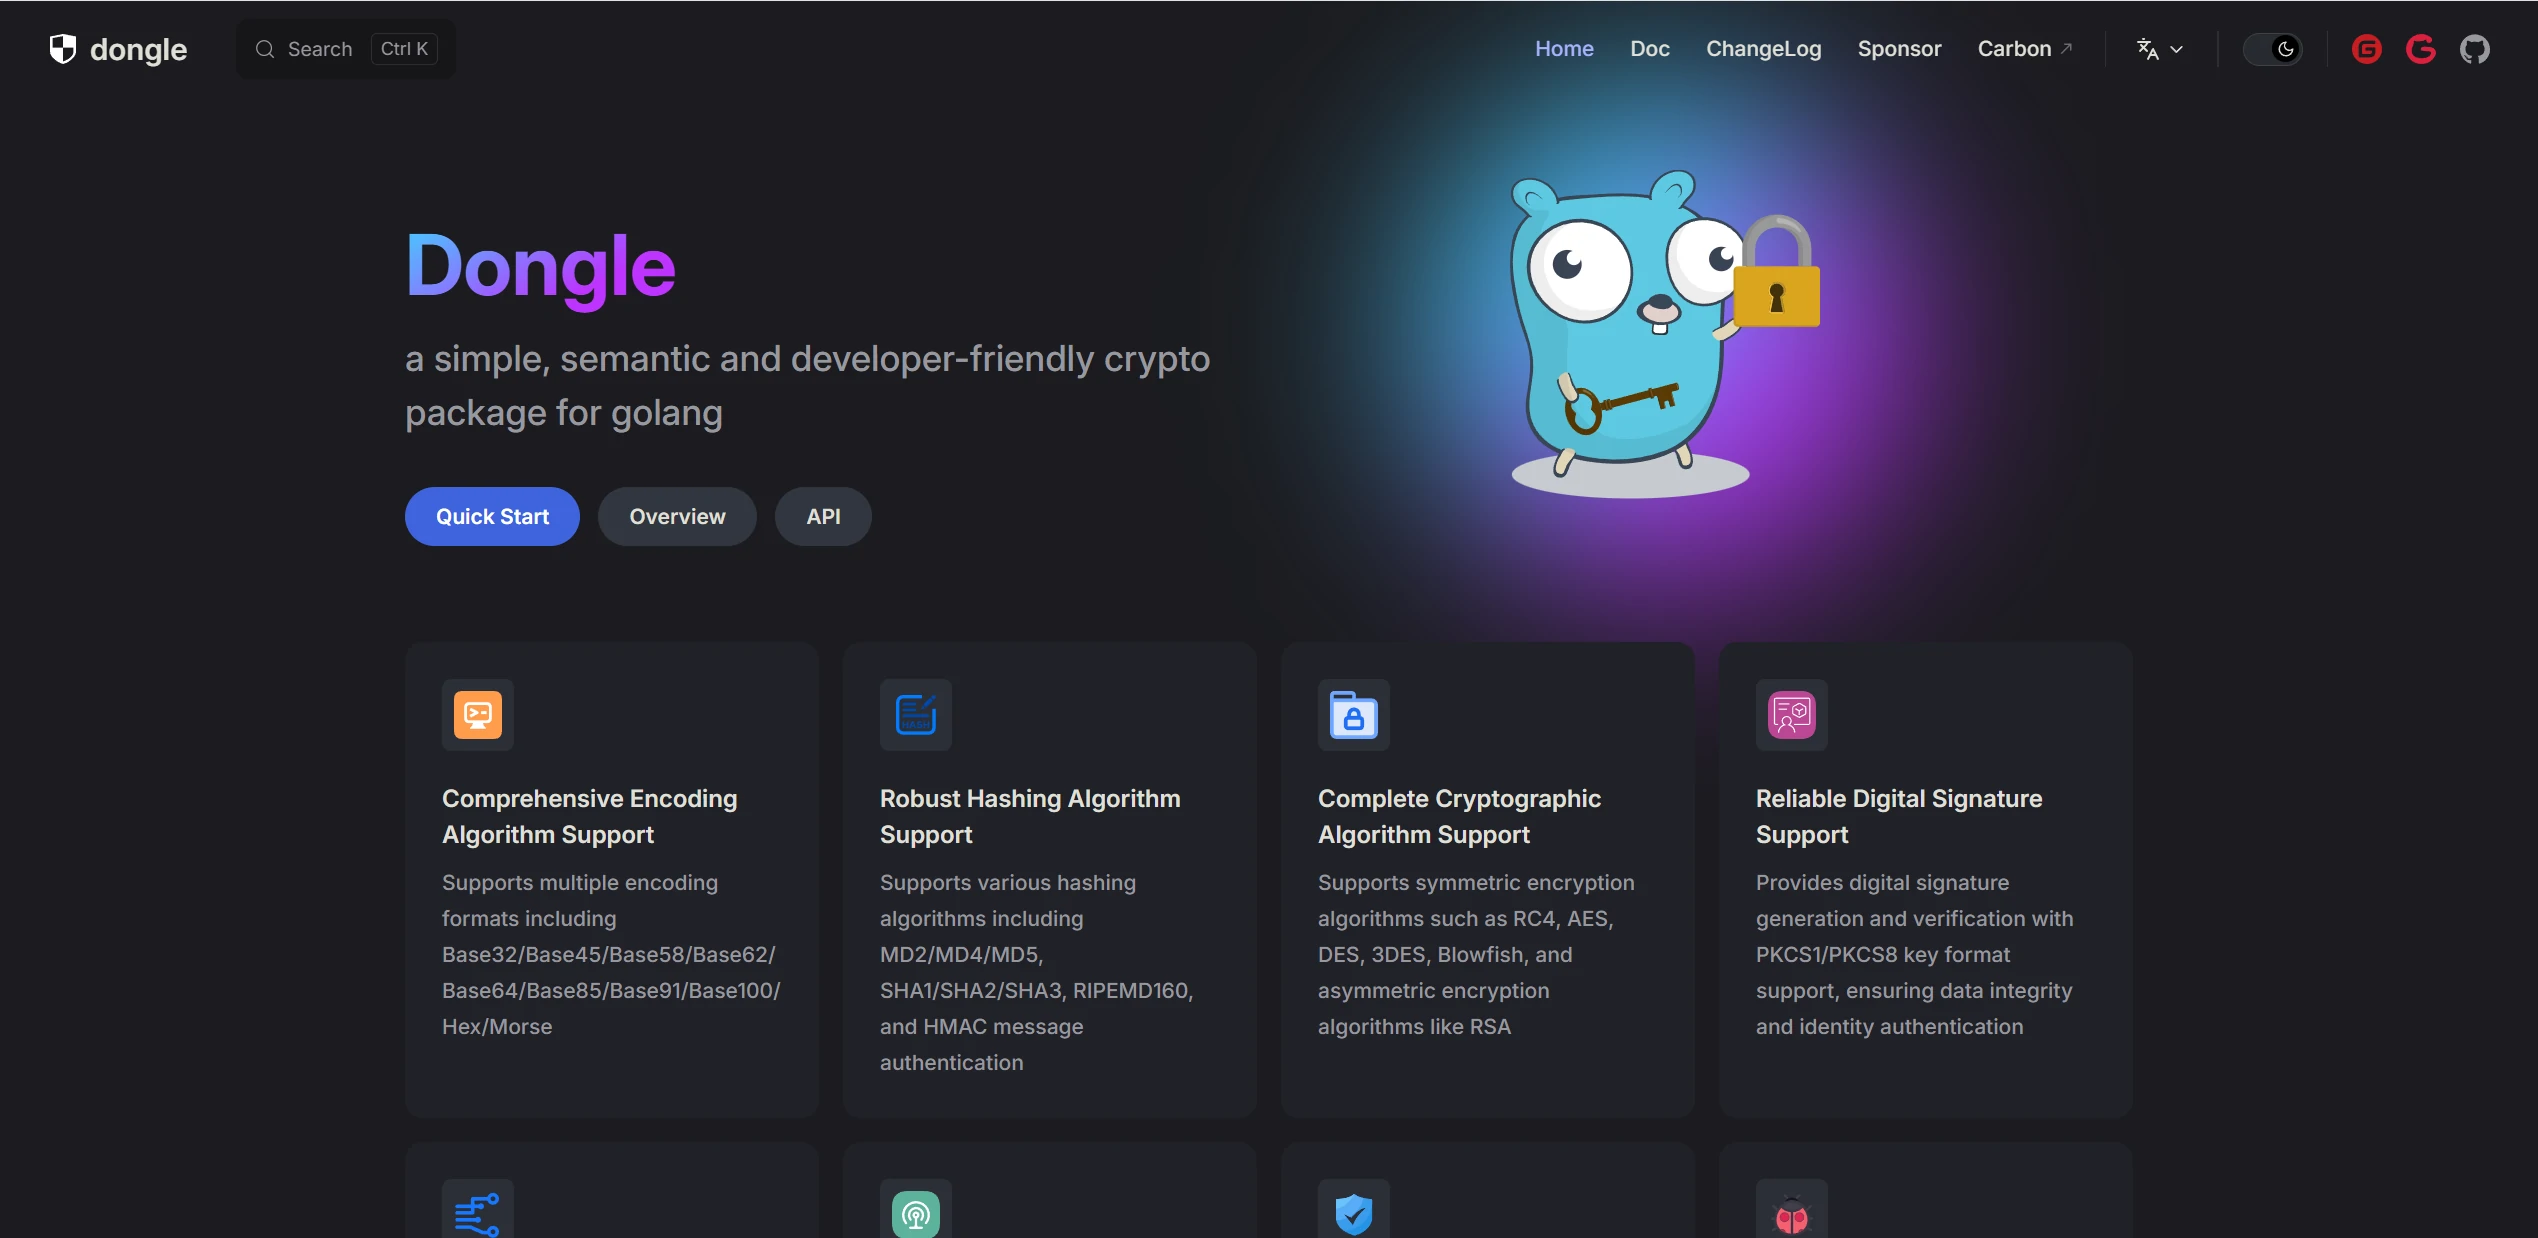 dongle
Search
Ctrl K
Home
Doc
ChangeLog
Sponsor
Carbon
Dongle
a simple, semantic and developer-friendly crypto
package for golang
Quick Start
Overview
API
Comprehensive Encoding
Algorithm Support
Supports multiple encoding
formats including
Base32/Base45/Base58/Base62/
Base64/Base85/Base91/Base100/
Hex/Morse
HASH
Robust Hashing Algorithm
Support
Supports various hashing
algorithms including
MD2/MD4/MD5,
SHA1/SHA2/SHA3, RIPEMD160,
and HMAC message
authentication
Complete Cryptographic
Algorithm Support
Supports symmetric encryption
algorithms such as RC4, AES,
DES, 3DES, Blowfish, and
asymmetric encryption
algorithms like RSA
Reliable Digital Signature
Support
Provides digital signature
generation and verification with
PKCS1/PKCS8 key format
support, ensuring data integrity
and identity authentication